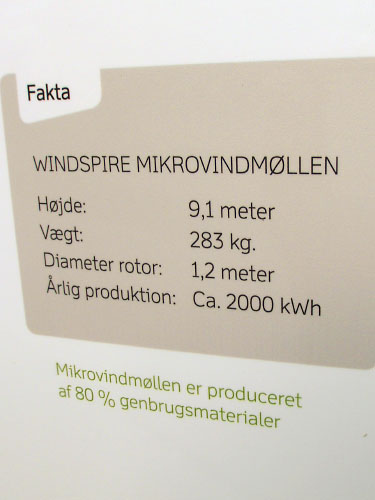 Fakta
WINDSPIRE MIKROVINDMØLLEN
Højde: 9,1 meter
Vægt: 283 kg.
Diameter rotor: 1,2 meter
Årlig produktion: Ca. 2000 kWh
Mikrovindmøllen er produceret
af 80 % genbrugsmaterialer